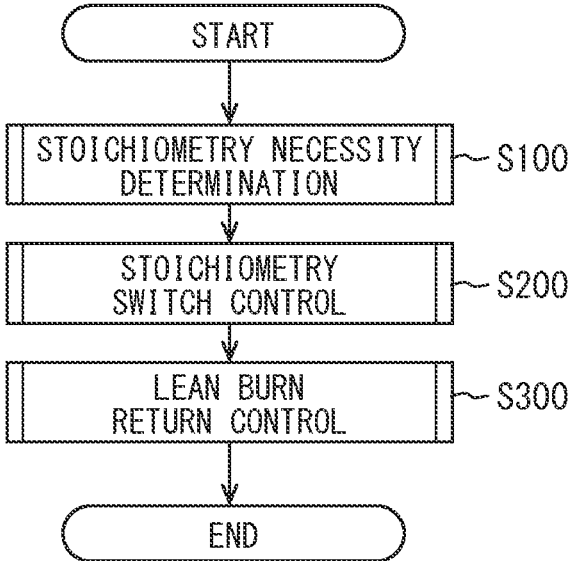 START
STOICHIOMETRY NECESSITY
DETERMINATION
S100
STOICHIOMETRY
SWITCH CONTROL
S200
LEAN BURN
RETURN CONTROL
S300
END